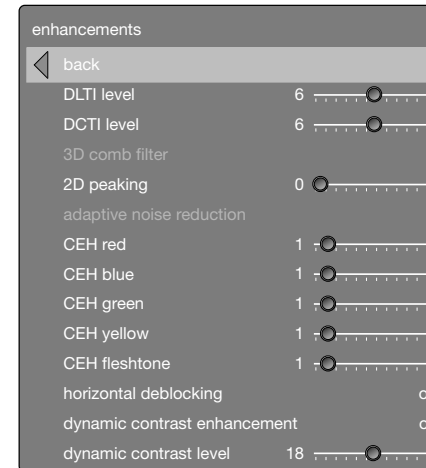 enhancements
back
DLTI level 6
DCTI level 6
3D comb filter
2D peaking 0
adaptive noise reduction
CEH red 1
CEH blue 1
CEH green 1
CEH yellow 1
CEH fleshtone 1
horizontal deblocking
dynamic contrast enhancement
dynamic contrast level 18